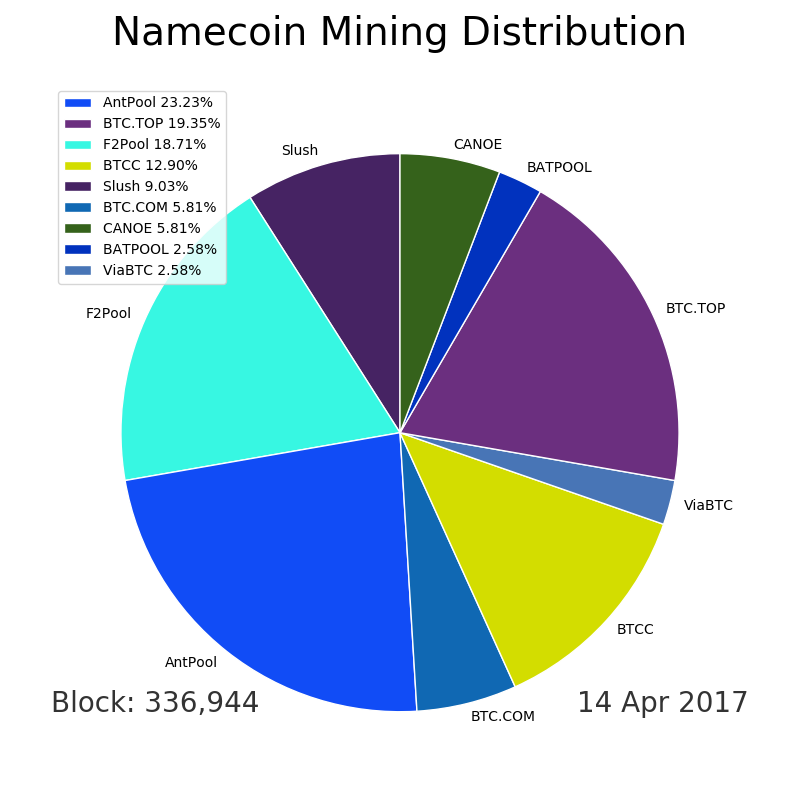 Namecoin Mining Distribution
AntPool 23.23%
BTC.TOP 19.35%
F2Pool 18.71%
BTCC 12.90%
Slush 9.03%
BTC.COM 5.81%
CANOE 5.81%
BATPOOL 2.58%
ViaBTC 2.58%
Slush
CANOE
BATPOOL
BTC.TOP
F2Pool
ViaBTC
BTCC
AntPool
BTC.COM
Block: 336,944
14 Apr 2017